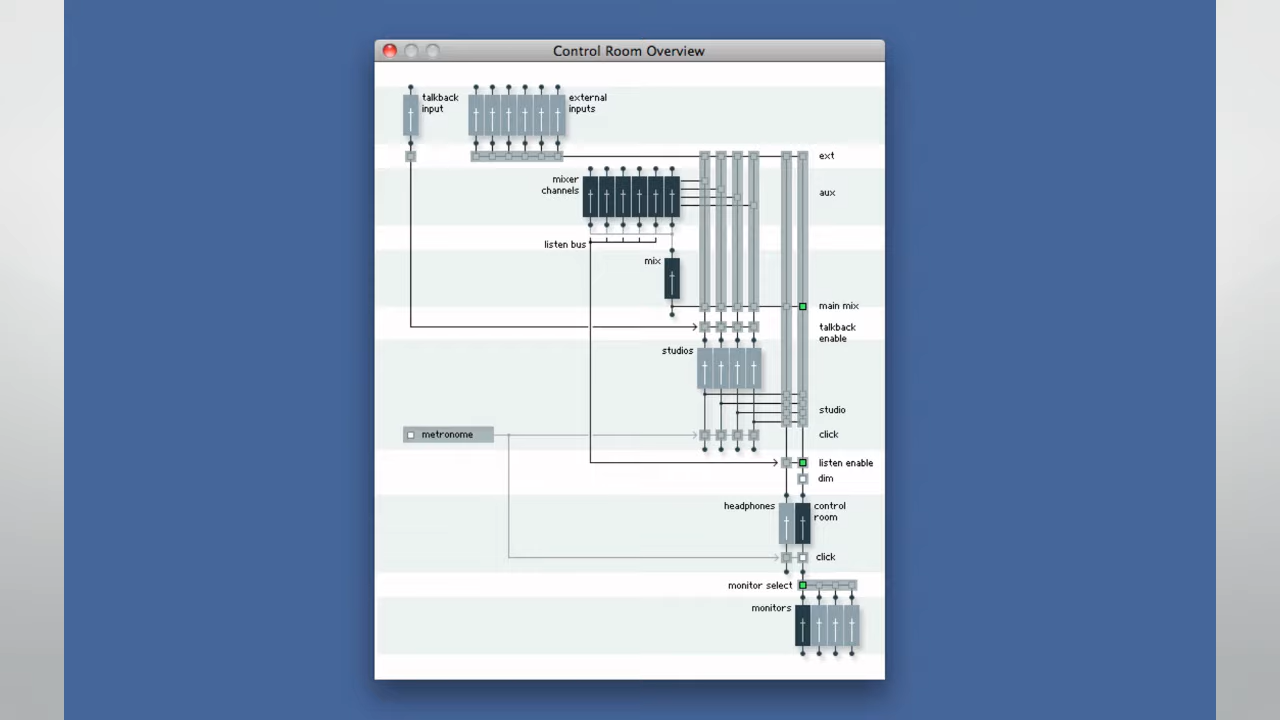 Control Room Overview
talkback
input
external
inputs
ext
mixer
channels
aux
listen bus
mix
main mix
talkback
enable
studios
studio
metronome
click
listen enable
dim
headphones
control
room
click
monitor select
monitors